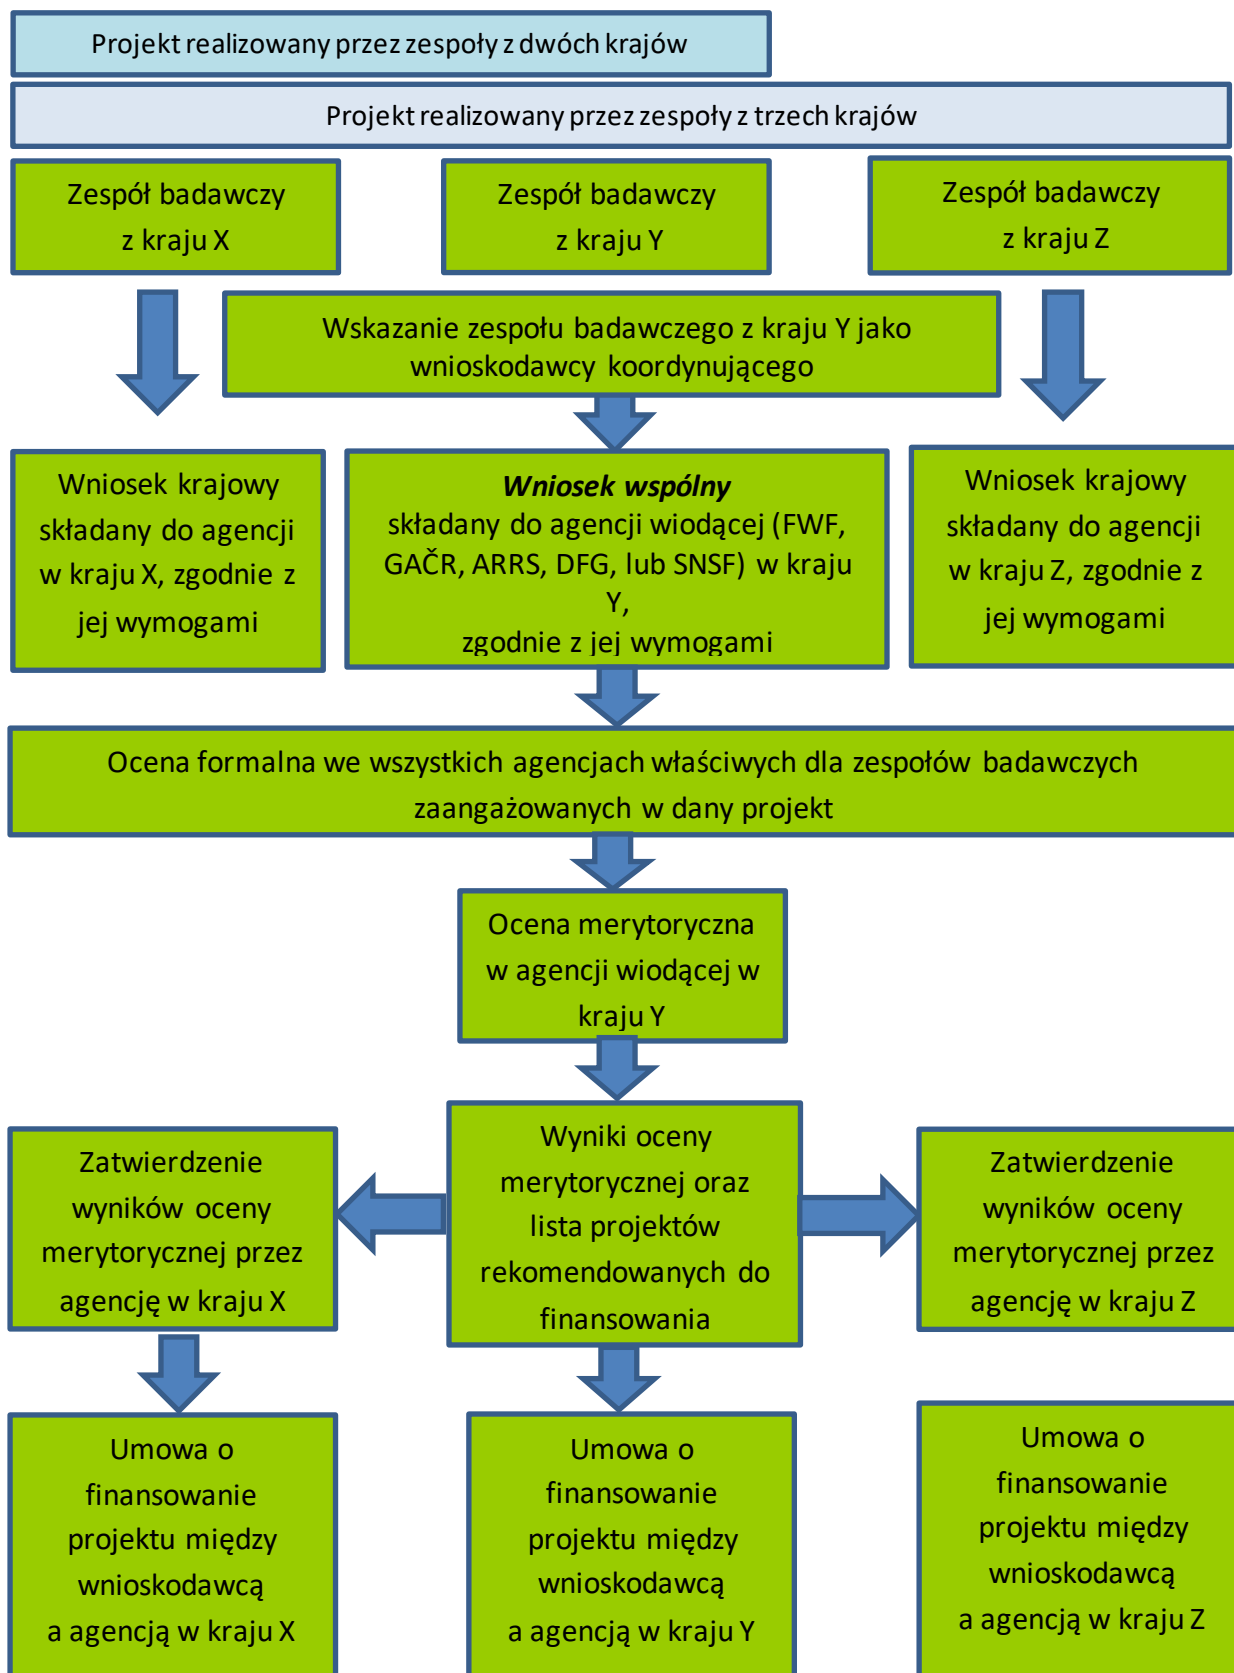 Projekt realizowany przez zespoły z dwóch krajów
Projekt realizowany przez zespoły z trzech krajów
Zespół badawczy
z kraju X
Zespół badawczy
z kraju Y
Zespół badawczy
z kraju Z
Wskazanie zespołu badawczego z kraju Y jako
wnioskodawcy koordynującego
Wniosek krajowy
składany do agencji
w kraju X, zgodnie z
jej wymogami
Wniosek wspólny
składany do agencji wiodącej (FWF,
GAČR, ARRS, DFG, lub SNSF) w kraju
Y,
zgodnie z jej wymogami
Wniosek krajowy
składany do agencji
w kraju Z, zgodnie z
jej wymogami
Ocena formalna we wszystkich agencjach właściwych dla zespołów badawczych
zaangażowanych w dany projekt
Ocena merytoryczna
w agencji wiodącej w
kraju Y
Zatwierdzenie
wyników oceny
merytorycznej przez
agencję w kraju X
Wyniki oceny
merytorycznej oraz
lista projektów
rekomendowanych do
finansowania
Zatwierdzenie
wyników oceny
merytorycznej przez
agencję w kraju Z
Umowa o
finansowanie
projektu między
wnioskodawcą
a agencją w kraju X
Umowa o
finansowanie
projektu między
wnioskodawcą
a agencją w kraju Y
Umowa o
finansowanie
projektu między
wnioskodawcą
a agencją w kraju Z